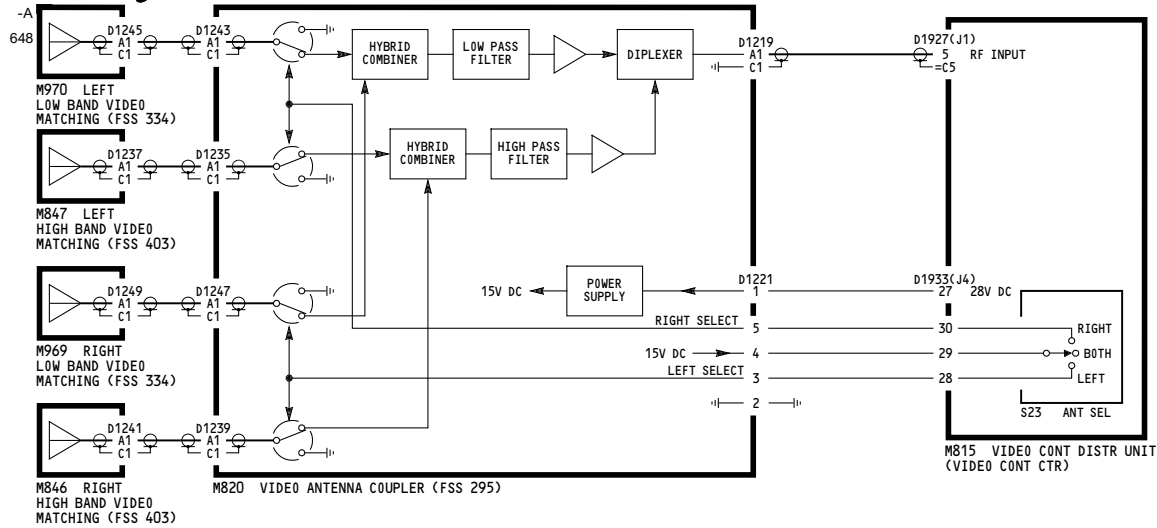 -A
648
D1245
A1
C1
D1243
A1
C1
M970 LEFT
LOW BAND VIDEO
MATCHING (FSS 334)
D1237
A1
C1
D1235
A1
C1
M847 LEFT
HIGH BAND VIDEO
MATCHING (FSS 403)
D1249
A1
C1
D1247
A1
C1
M969 RIGHT
LOW BAND VIDEO
MATCHING (FSS 334)
D1241
A1
C1
D1239
A1
C1
M846 RIGHT
HIGH BAND VIDEO
MATCHING (FSS 403)
HYBRID
COMBINER
LOW PASS
FILTER
DIPLEXER
HYBRID
COMBINER
HIGH PASS
FILTER
D1219
A1
C1
15V DC
POWER
SUPPLY
D1221
1
RIGHT SELECT 5
15V DC 4
LEFT SELECT 3
2
M820 VIDEO ANTENNA COUPLER (FSS 295)
D1927(J1)
5 RF INPUT
=C5
D1933(J4)
27 28V DC
30
29
28
RIGHT
BOTH
LEFT
S23 ANT SEL
M815 VIDEO CONT DISTR UNIT
(VIDEO CONT CTR)